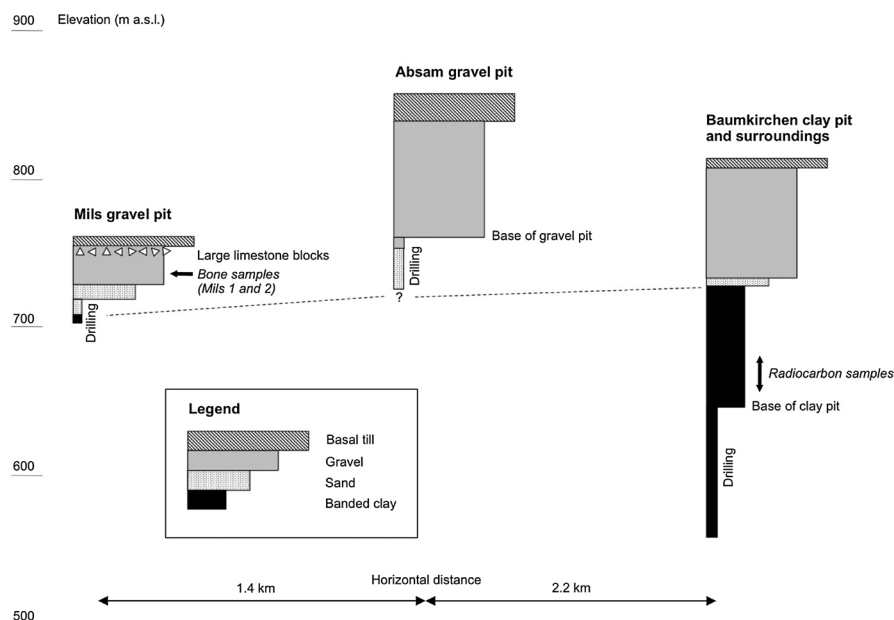 900
Elevation (m a.s.l.)
Absam gravel pit
Baumkirchen clay pit
and surroundings
800
Mils gravel pit
Large limestone blocks
Bone samples
(Mils 1 and 2)
Base of gravel pit
Drilling
?
700
Drilling
Radiocarbon samples
Base of clay pit
Legend
Basal till
Gravel
Sand
Banded clay
600
Drilling
Horizontal distance
1.4 km
2.2 km
500